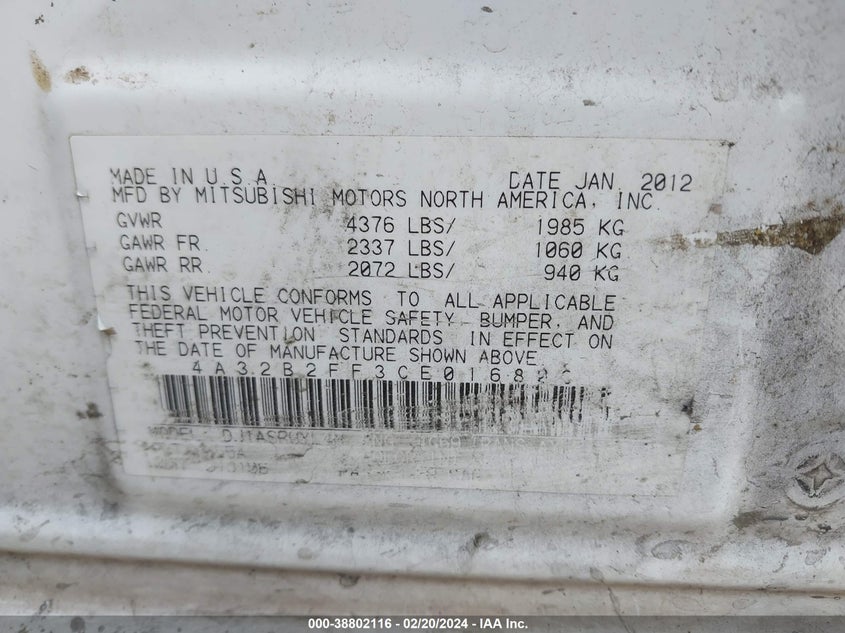 MADE IN U.S.A. DATE JAN. 2012
MFD BY MITSUBISHI MOTORS NORTH AMERICA, INC.
GVWR 4376 LBS/ 1985 KG
GAWR FR. 2337 LBS/ 1060 KG
GAWR RR. 2072 LBS/ 940 KG
THIS VEHICLE CONFORMS TO ALL APPLICABLE
FEDERAL MOTOR VEHICLE SAFETY, BUMPER, AND
THEFT PREVENTION STANDARDS IN EFFECT ON
THE DATE OF MANUFACTURE SHOWN ABOVE.
MODEL:
000-38802116 - 02/20/2024 - IAA Inc.